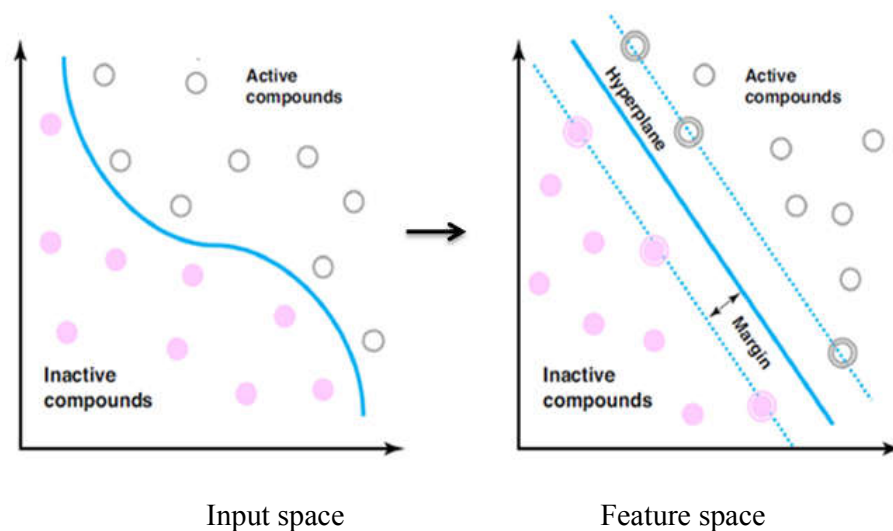 Active
compounds
Inactive
compounds
Input space
Hyperplane
Active
compounds
Margin
Inactive
compounds
Feature space